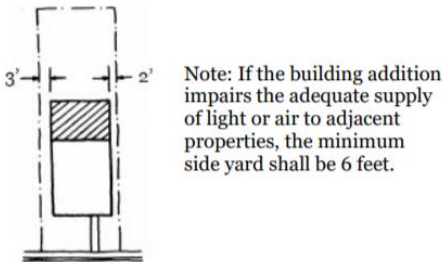 3'
2'
Note: If the building addition
impairs the adequate supply
of light or air to adjacent
properties, the minimum
side yard shall be 6 feet.